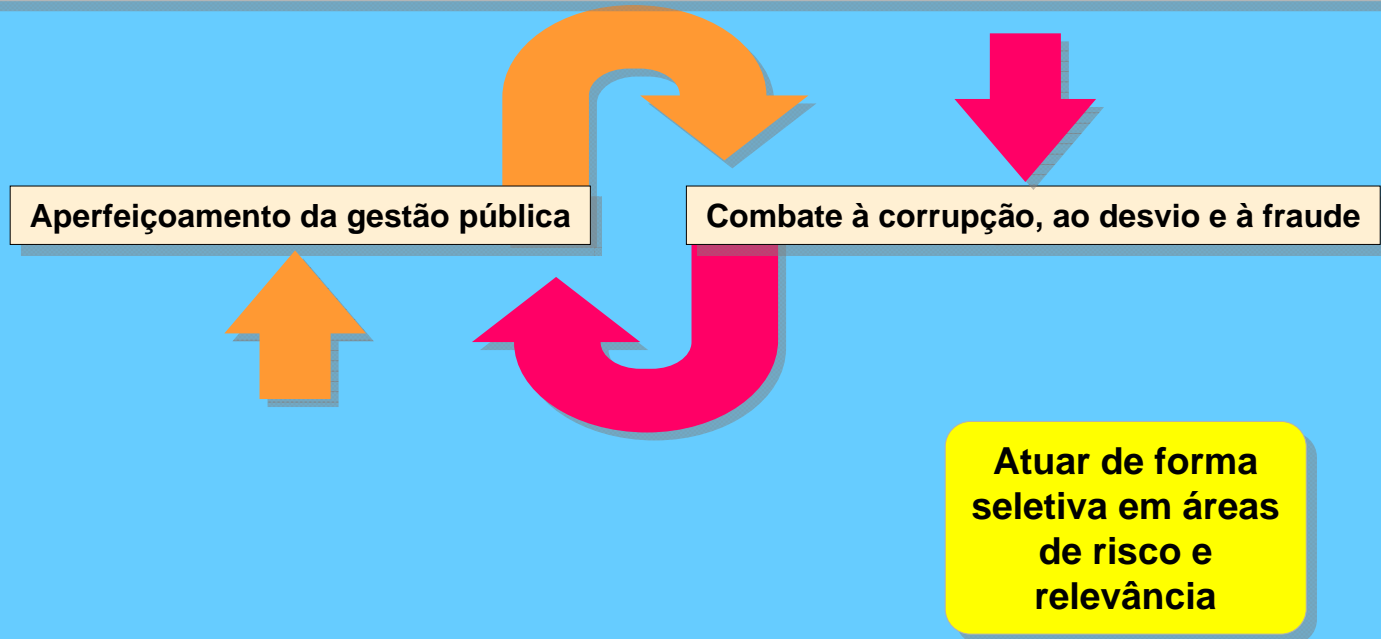 Aperfeiçoamento da gestão pública
Combate à corrupção, ao desvio e à fraude
Atuar de forma
seletiva em áreas
de risco e
relevância